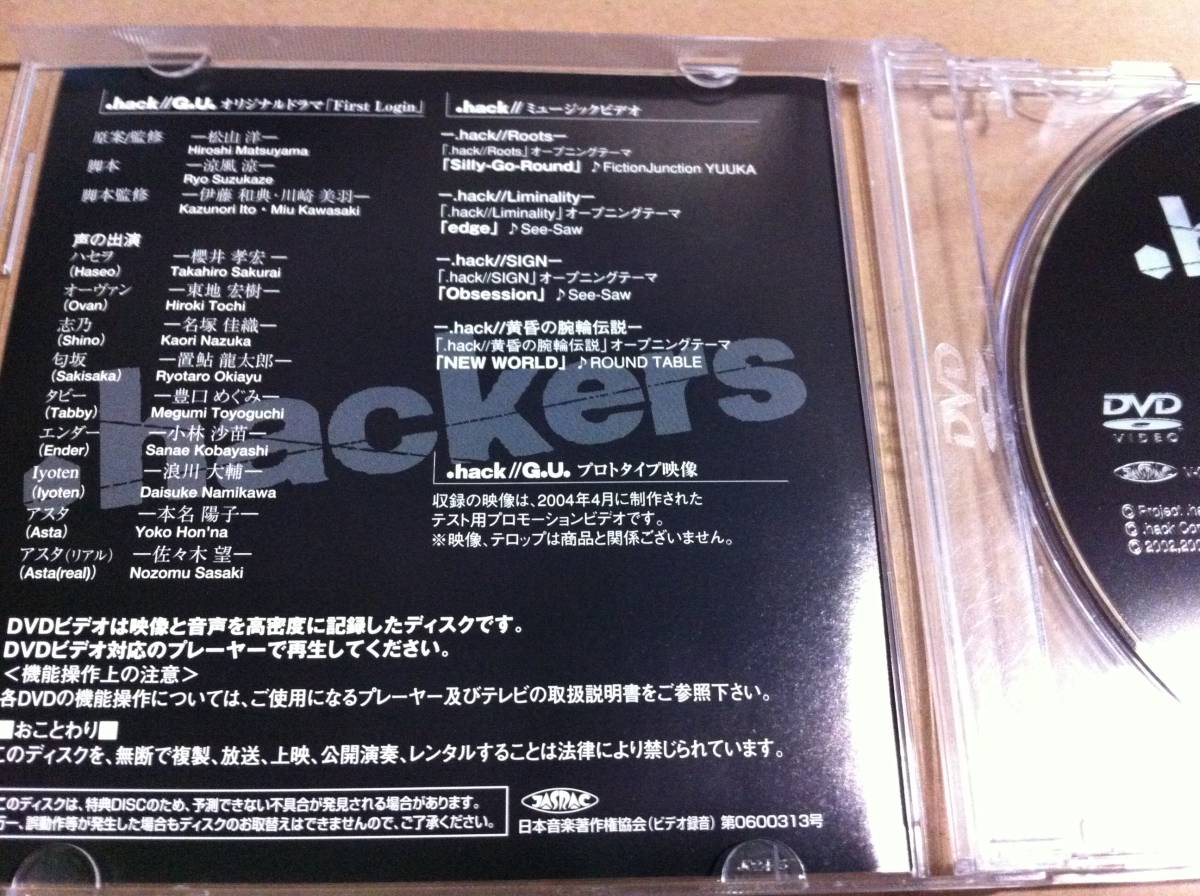 .hack//G.U. オリジナルドラマ「First Login」
原案/監修 ―松山 洋―
Hiroshi Matsuyama
脚本 ―涼風 涼―
Ryo Suzukaze
脚本監修 ―伊藤 和典・川崎 美羽―
Kazunori Ito・Miu Kawasaki
声の出演
ハセヲ ―櫻井 孝宏―
(Haseo) Takahiro Sakurai
オーヴァン ―東地 宏樹―
(Ovan) Hiroki Tochi
志乃 ―名塚 佳織―
(Shino) Kaori Nazuka
匂坂 ―置鮎 龍太郎―
(Sakisaka) Ryotaro Okiayu
タビー ―豊口 めぐみ―
(Tabby) Megumi Toyoguchi
エンダー ―小林 沙苗―
(Ender) Sanae Kobayashi
Iyoten ―浪川 大輔―
(Iyoten) Daisuke Namikawa
アスタ ―本名 陽子―
(Asta) Yoko Hon'na
アスタ(リアル) ―佐々木 望―
(Asta(real)) Nozomu Sasaki
.hack// ミュージックビデオ
―.hack//Roots―
「.hack//Roots」オープニングテーマ
「Silly-Go-Round」♪FictionJunction YUUKA
―.hack//Liminality―
「.hack//Liminality」オープニングテーマ
「edge」♪See-Saw
―.hack//SIGN―
「.hack//SIGN」オープニングテーマ
「Obsession」♪See-Saw
―.hack//黄昏の腕輪伝説―
「.hack//黄昏の腕輪伝説」オープニングテーマ
「NEW WORLD」♪ROUND TABLE
.hackers
.hack//G.U. プロトタイプ映像
収録の映像は、2004年4月に制作された
テスト用プロモーションビデオです。
※映像、テロップは商品と関係ございません。
DVDビデオは映像と音声を高密度に記録したディスクです。
DVDビデオ対応のプレーヤーで再生してください。
<機能操作上の注意>
各DVDの機能操作については、ご使用になるプレーヤー及びテレビの取扱説明書をご参照下さい。
■おことわり■
このディスクを、無断で複製、放送、上映、公開演奏、レンタルすることは法律により禁じられています。
このディスクは、特典DISCのため、予測できない不具合が発見される場合があります。
万一、誤動作等が発生した場合もディスクのお取替えはできませんので、ご了承ください。
JASRAC
日本音楽著作権協会(ビデオ録音) 第0600313号
DVD
DVD
VIDEO
JASRAC
© Project .ha
© .hack Con
© 2002,200